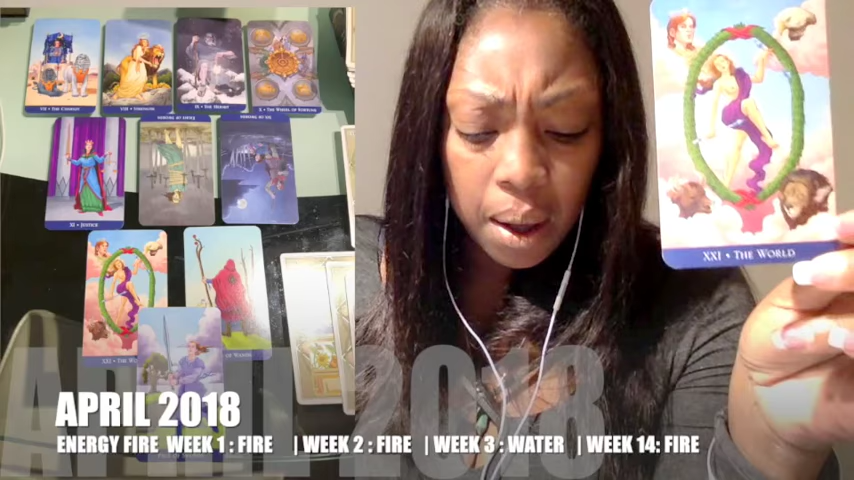 VII • THE CHARIOT
VIII • STRENGTH
IX • THE HERMIT
X • THE WHEEL OF FORTUNE
XI • JUSTICE
XXI • THE WORLD
APRIL 2018
APRIL 2018
ENERGY FIRE WEEK 1 : FIRE | WEEK 2 : FIRE | WEEK 3 : WATER | WEEK 14: FIRE